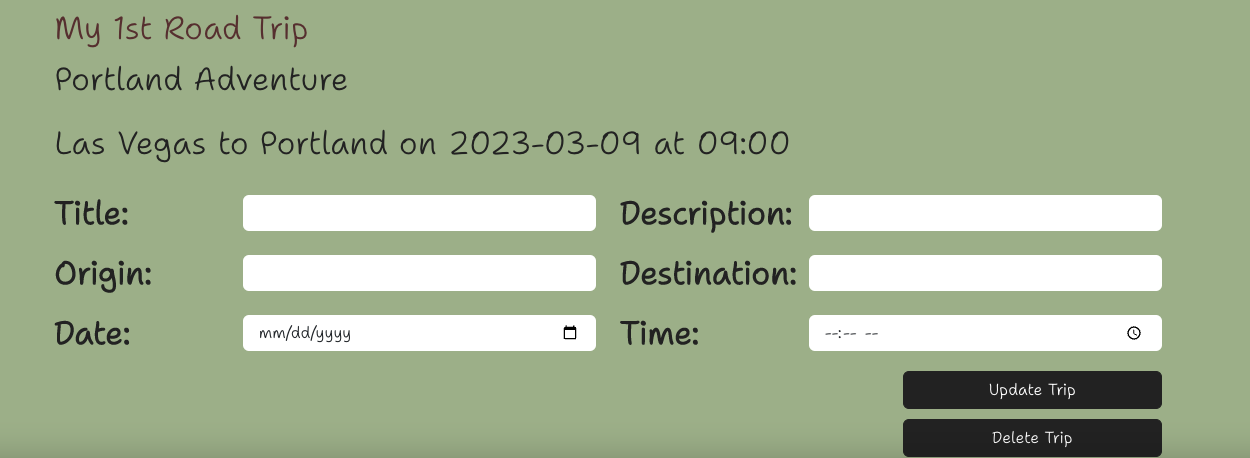 My 1st Road Trip
Portland Adventure
Las Vegas to Portland on 2023-03-09 at 09:00
Title: Description:
Origin: Destination:
Date: mm/dd/yyyy Time: --:-- --
Update Trip
Delete Trip